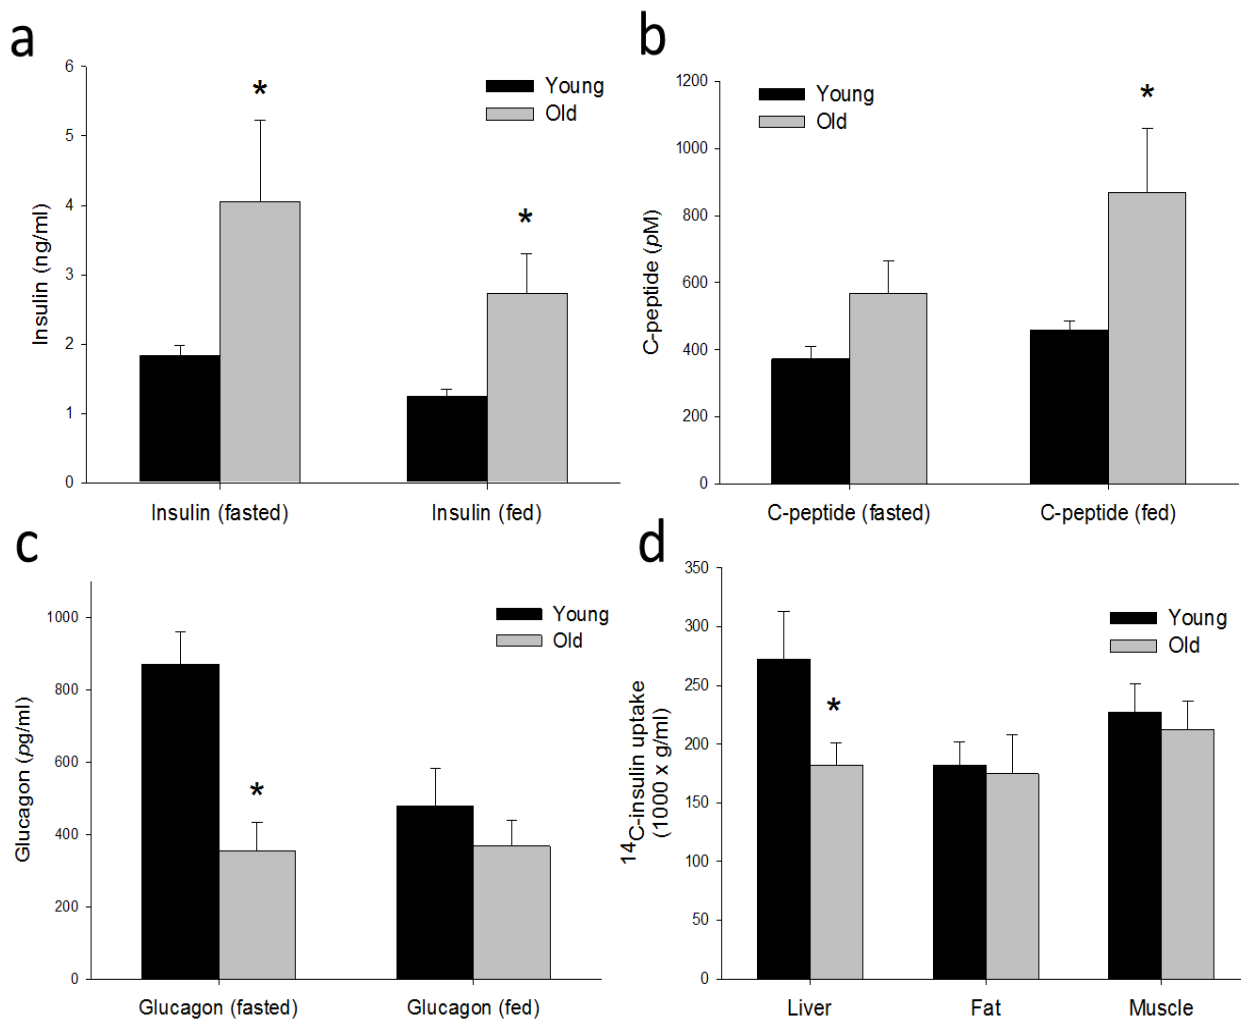 a
6
5
4
3
2
1
0
Insulin (ng/ml)
Young
Old
*
*
Insulin (fasted)
Insulin (fed)
b
1200
1000
800
600
400
200
0
C-peptide (pM)
Young
Old
*
C-peptide (fasted)
C-peptide (fed)
c
1000
800
600
400
200
0
Glucagon (pg/ml)
Young
Old
*
Glucagon (fasted)
Glucagon (fed)
d
350
300
250
200
150
100
50
0
14C-insulin uptake
(1000 x g/ml)
Young
Old
*
Liver
Fat
Muscle